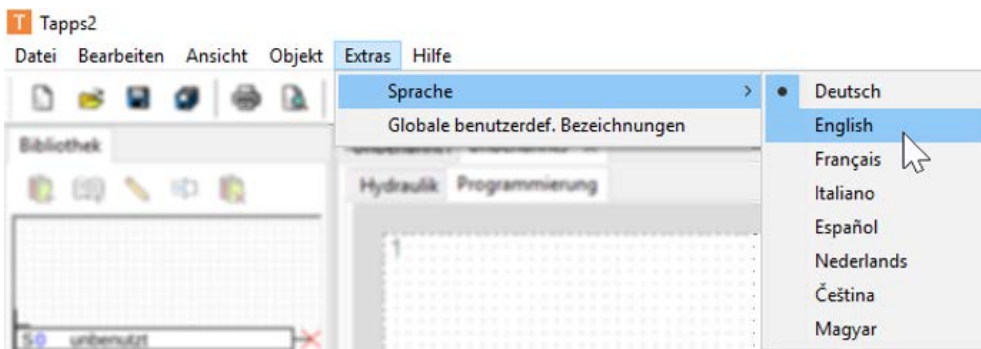 T Tapps2
Datei Bearbeiten Ansicht Objekt Extras Hilfe
Sprache
Globale benutzerdef. Bezeichnungen
Deutsch
English
Français
Italiano
Español
Nederlands
Čeština
Magyar
Bibliothek
Hydraulik Programmierung
1
S0 unbenutzt